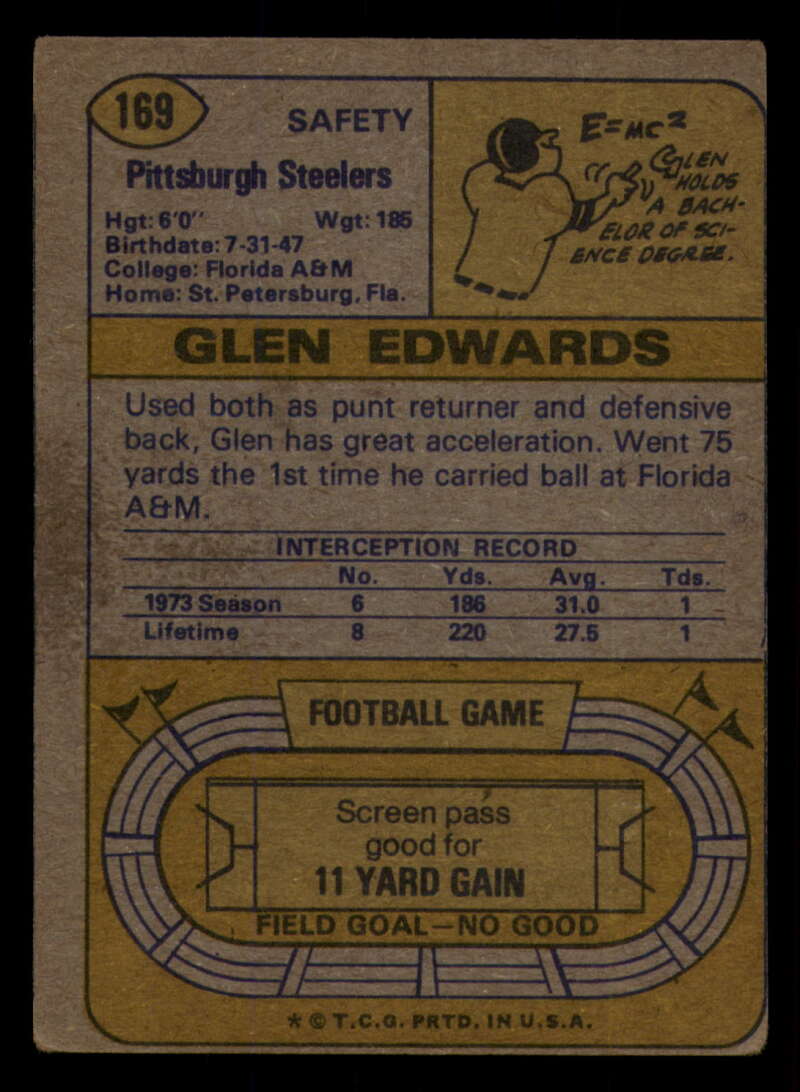 169
SAFETY
Pittsburgh Steelers
Hgt: 6'0'' Wgt: 185
Birthdate: 7-31-47
College: Florida A&M
Home: St. Petersburg, Fla.
E=MC2
GLEN
HOLDS
A BACH-
ELOR OF SCI-
ENCE DEGREE.
GLEN EDWARDS
Used both as punt returner and defensive
back, Glen has great acceleration. Went 75
yards the 1st time he carried ball at Florida
A&M.
INTERCEPTION RECORD
No. Yds. Avg. Tds.
1973 Season 6 186 31.0 1
Lifetime 8 220 27.5 1
FOOTBALL GAME
Screen pass
good for
11 YARD GAIN
FIELD GOAL—NO GOOD
* © T.C.G. PRTD. IN U.S.A.